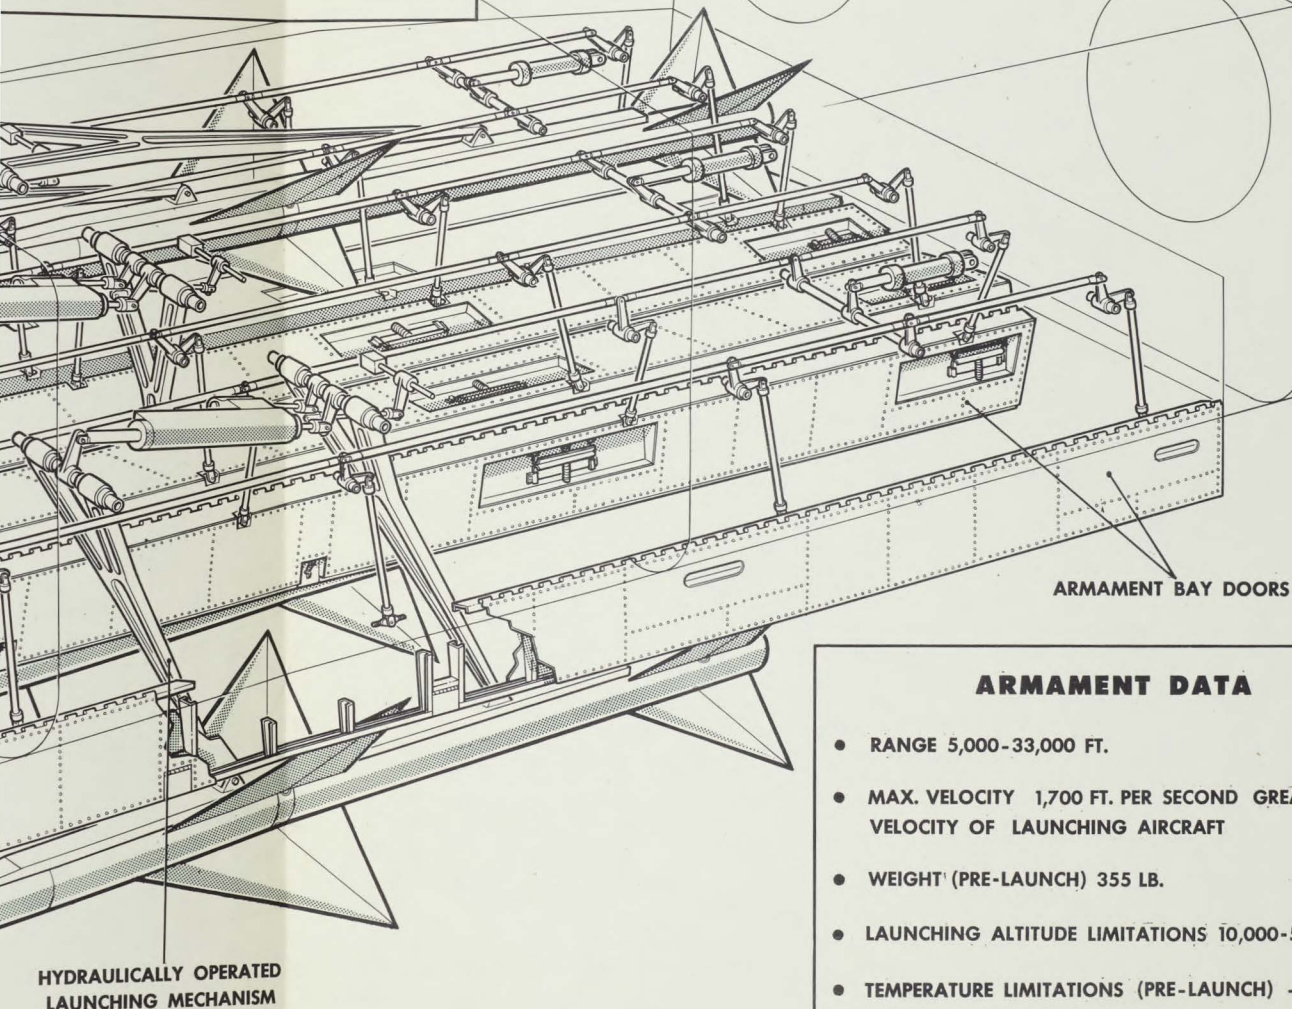 ARMAMENT BAY DOORS
ARMAMENT DATA
• RANGE 5,000-33,000 FT.
• MAX. VELOCITY 1,700 FT. PER SECOND
VELOCITY OF LAUNCHING AIRCRAFT
• WEIGHT (PRE-LAUNCH) 355 LB.
• LAUNCHING ALTITUDE LIMITATIONS 10,000-
• TEMPERATURE LIMITATIONS (PRE-LAUNCH) -
HYDRAULICALLY OPERATED
LAUNCHING MECHANISM